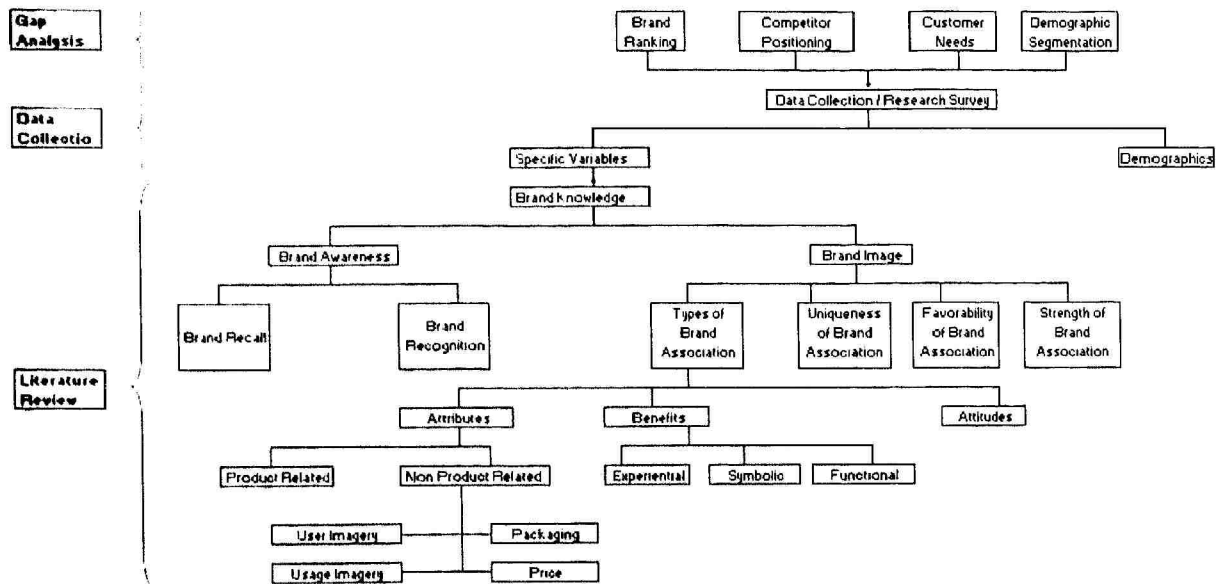 Gap
Analysis
Brand
Ranking
Competitor
Positioning
Customer
Needs
Demographic
Segmentation
Data
Collectio
Data Collection / Research Survey
Specific Variables
Demographics
Brand Knowledge
Brand Awareness
Brand Image
Brand Recall
Brand
Recognition
Types of
Brand
Association
Uniqueness
of Brand
Association
Favorability
of Brand
Association
Strength of
Brand
Association
Literature
Review
Attributes
Benefits
Attitudes
Product Related
Non Product Related
Experiential
Symbolic
Functional
User Imagery
Packaging
Usage Imagery
Price